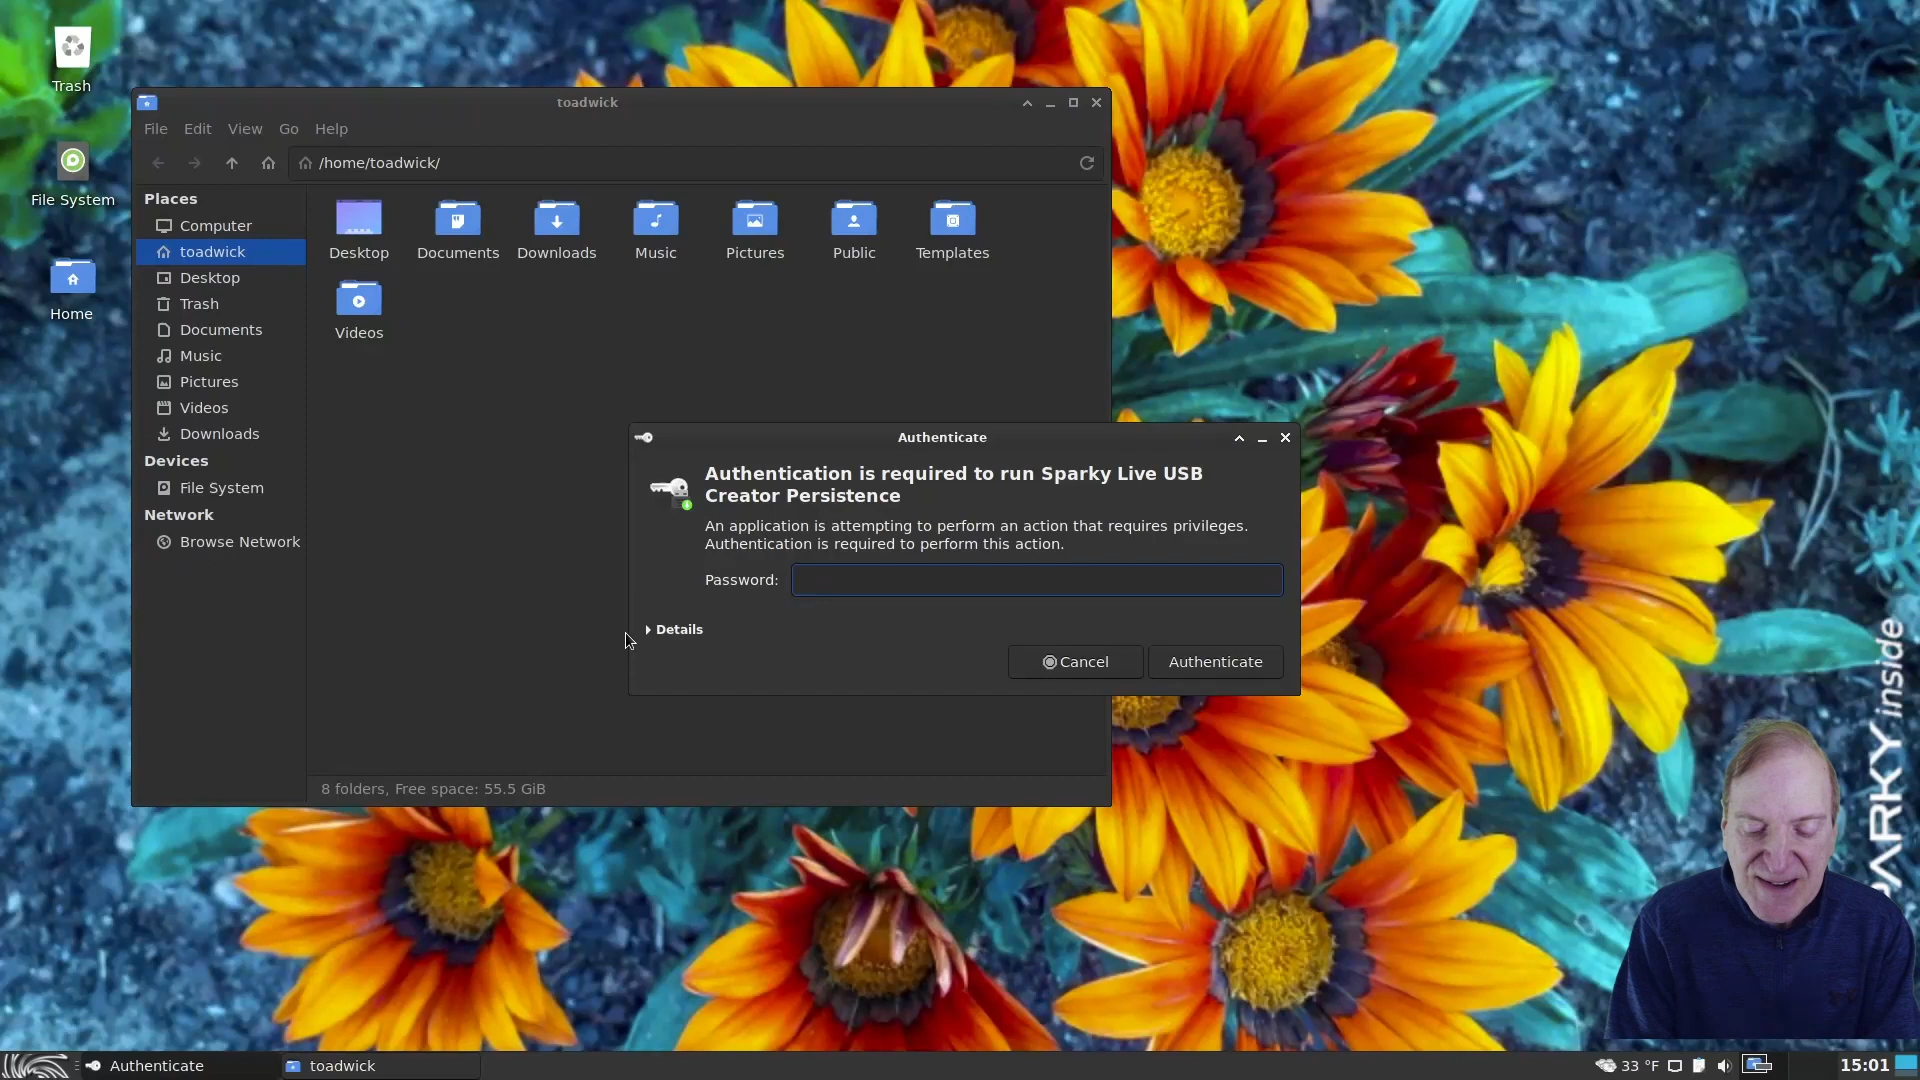 Trash
File System
Home
toadwick
File Edit View Go Help
/home/toadwick/
Places
Computer
toadwick
Desktop
Trash
Documents
Music
Pictures
Videos
Downloads
Devices
File System
Network
Browse Network
Desktop Documents Downloads Music Pictures Public Templates
Videos
8 folders, Free space: 55.5 GiB
Authenticate
Authentication is required to run Sparky Live USB
Creator Persistence
An application is attempting to perform an action that requires privileges.
Authentication is required to perform this action.
Password:
Details
Cancel Authenticate
PARKY inside
Authenticate toadwick 33 °F 15:01